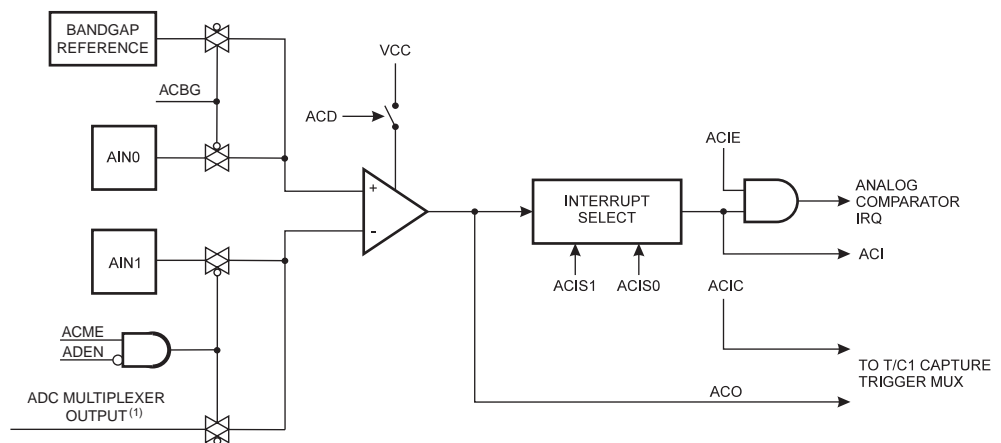 BANDGAP
REFERENCE
VCC
ACBG
ACD
AIN0
ACIE
+
INTERRUPT
SELECT
ANALOG
COMPARATOR
IRQ
-
AIN1
ACI
ACIS1
ACIS0
ACIC
ACME
ADEN
TO T/C1 CAPTURE
TRIGGER MUX
ADC MULTIPLEXER
OUTPUT(1)
ACO